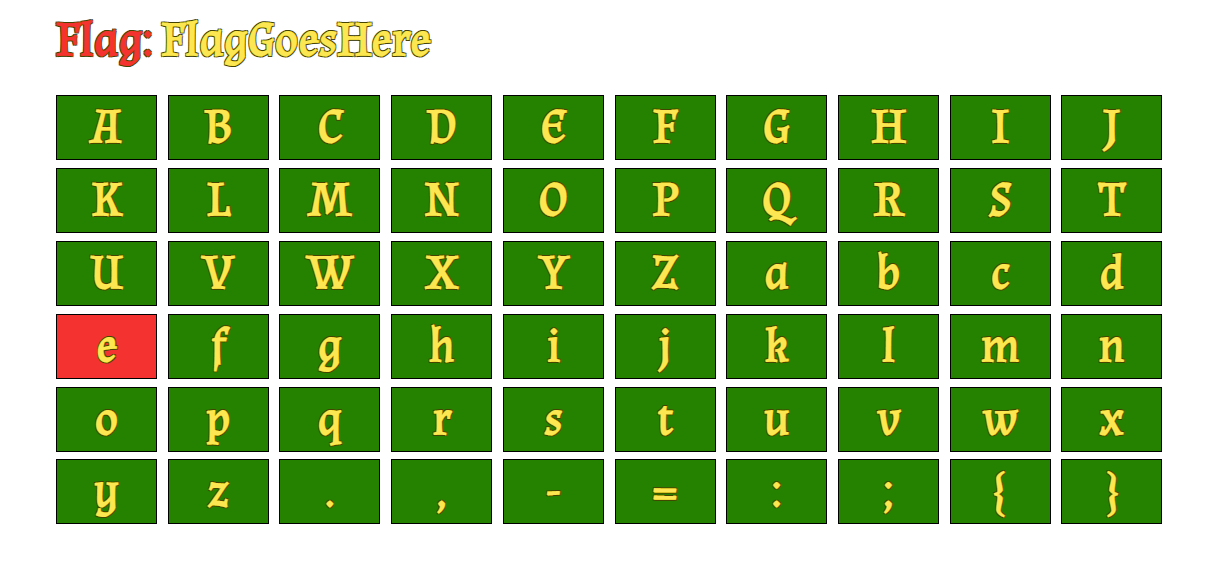 Flag: FlagGoesHere
A B C D E F G H I J
K L M N O P Q R S T
U V W X Y Z a b c d
e f g h i j k l m n
o p q r s t u v w x
y z . , - = : ; { }